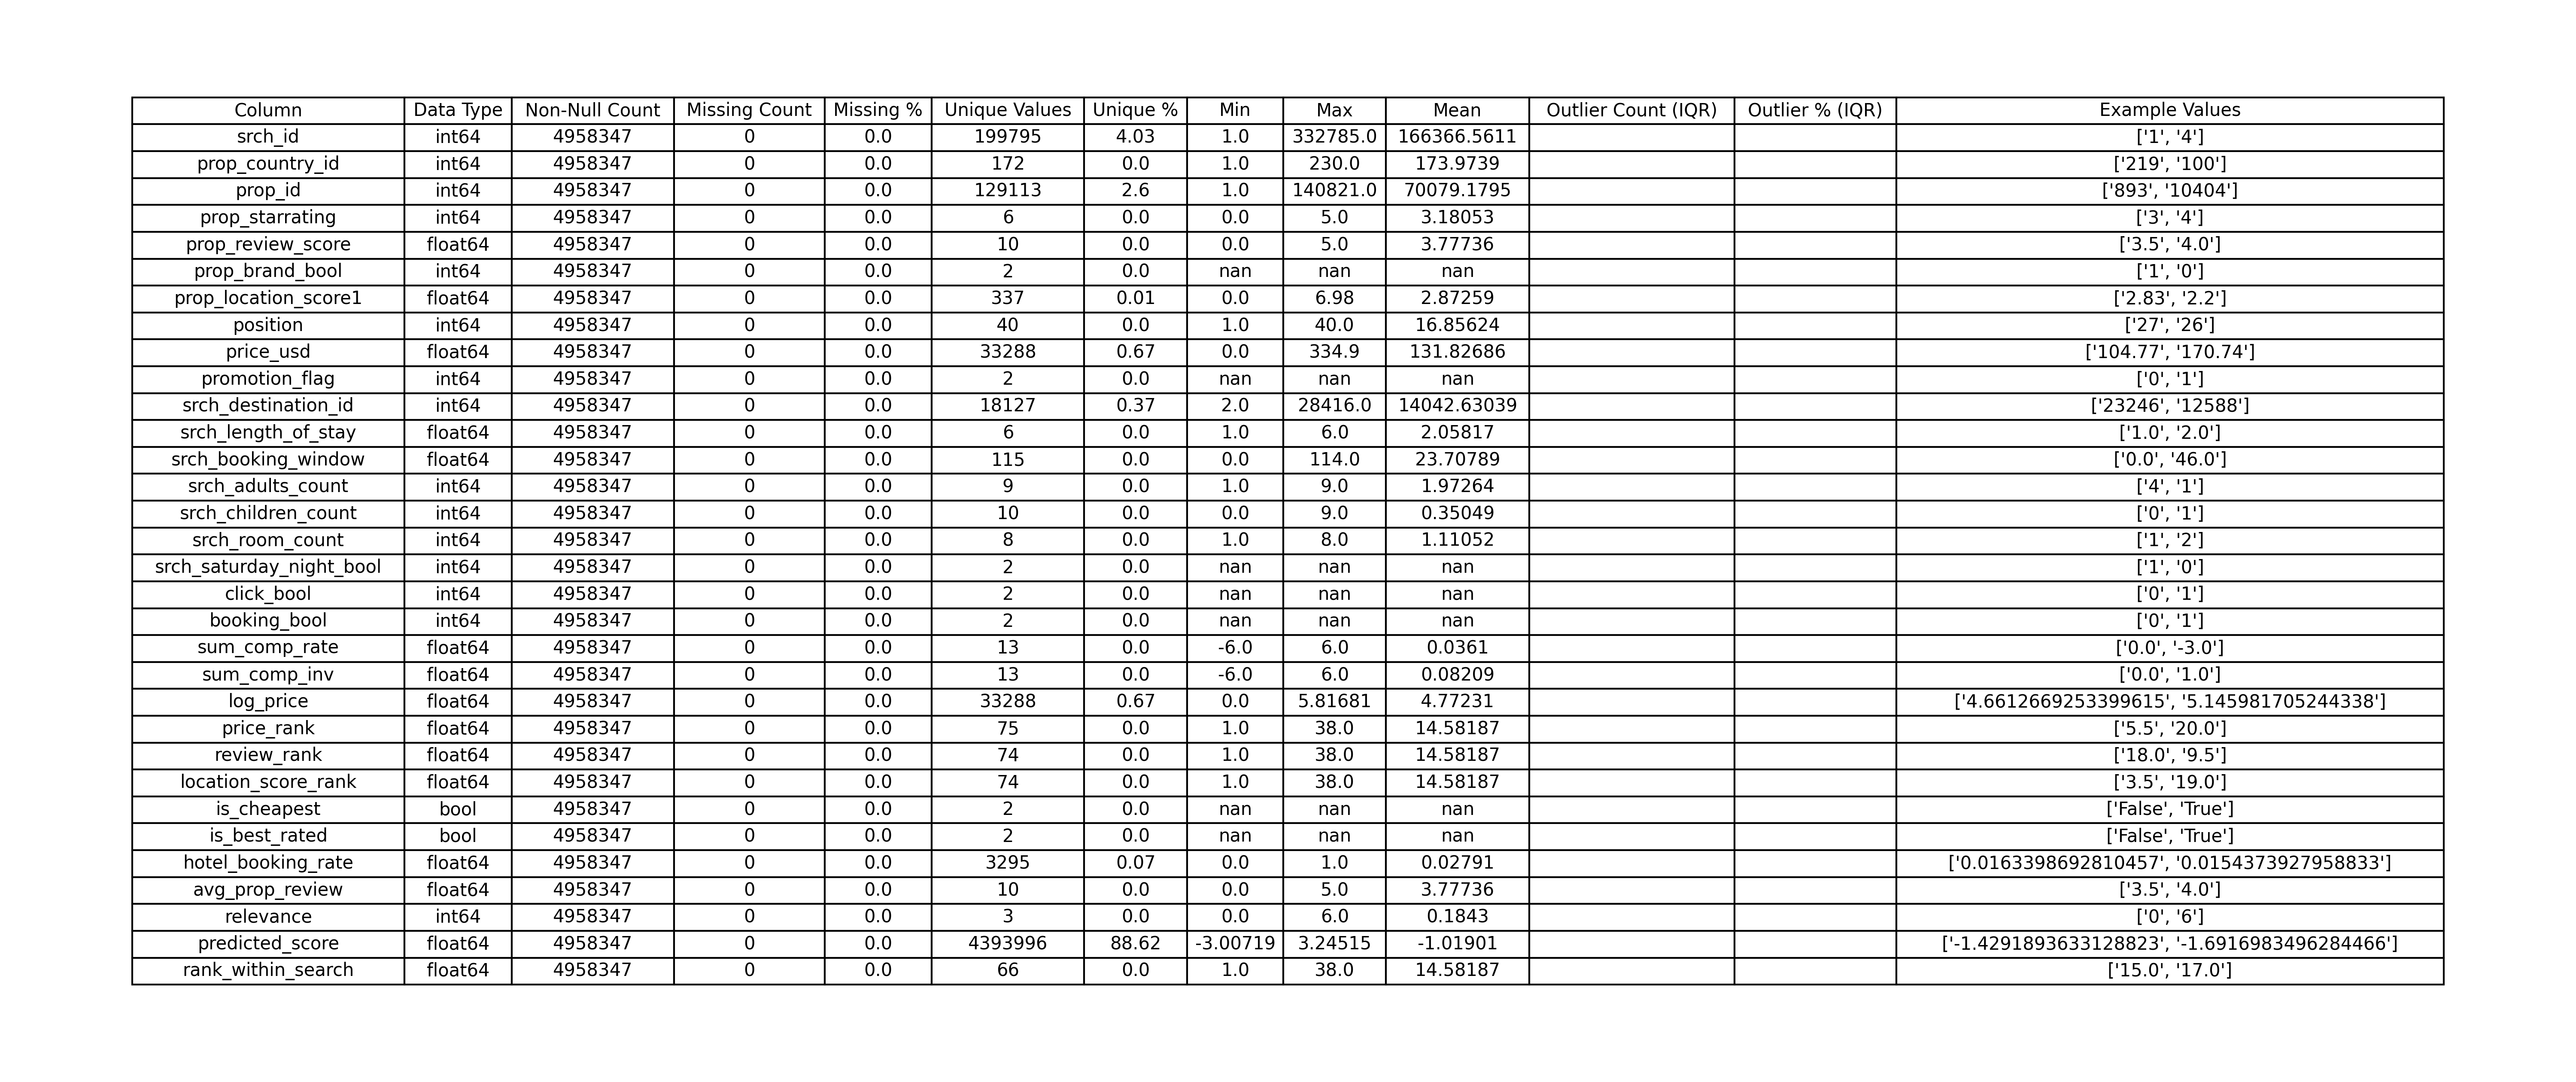 Column Data Type Non-Null Count Missing Count Missing % Unique Values Unique % Min Max Mean Outlier Count (IQR) Outlier % (IQR) Example Values
srch_id int64 4958347 0 0.0 199795 4.03 1.0 332785.0 166366.5611 ['1', '4']
prop_country_id int64 4958347 0 0.0 172 0.0 1.0 230.0 173.9739 ['219', '100']
prop_id int64 4958347 0 0.0 129113 2.6 1.0 140821.0 70079.1795 ['893', '10404']
prop_starrating int64 4958347 0 0.0 6 0.0 0.0 5.0 3.18053 ['3', '4']
prop_review_score float64 4958347 0 0.0 10 0.0 0.0 5.0 3.77736 ['3.5', '4.0']
prop_brand_bool int64 4958347 0 0.0 2 0.0 nan nan nan ['1', '0']
prop_location_score1 float64 4958347 0 0.0 337 0.01 0.0 6.98 2.87259 ['2.83', '2.2']
position int64 4958347 0 0.0 40 0.0 1.0 40.0 16.85624 ['27', '26']
price_usd float64 4958347 0 0.0 33288 0.67 0.0 334.9 131.82686 ['104.77', '170.74']
promotion_flag int64 4958347 0 0.0 2 0.0 nan nan nan ['0', '1']
srch_destination_id int64 4958347 0 0.0 18127 0.37 2.0 28416.0 14042.63039 ['23246', '12588']
srch_length_of_stay float64 4958347 0 0.0 6 0.0 1.0 6.0 2.05817 ['1.0', '2.0']
srch_booking_window float64 4958347 0 0.0 115 0.0 0.0 114.0 23.70789 ['0.0', '46.0']
srch_adults_count int64 4958347 0 0.0 9 0.0 1.0 9.0 1.97264 ['4', '1']
srch_children_count int64 4958347 0 0.0 10 0.0 0.0 9.0 0.35049 ['0', '1']
srch_room_count int64 4958347 0 0.0 8 0.0 1.0 8.0 1.11052 ['1', '2']
srch_saturday_night_bool int64 4958347 0 0.0 2 0.0 nan nan nan ['1', '0']
click_bool int64 4958347 0 0.0 2 0.0 nan nan nan ['0', '1']
booking_bool int64 4958347 0 0.0 2 0.0 nan nan nan ['0', '1']
sum_comp_rate float64 4958347 0 0.0 13 0.0 -6.0 6.0 0.0361 ['0.0', '-3.0']
sum_comp_inv float64 4958347 0 0.0 13 0.0 -6.0 6.0 0.08209 ['0.0', '1.0']
log_price float64 4958347 0 0.0 33288 0.67 0.0 5.81681 4.77231 ['4.6612669253399615', '5.145981705244338']
price_rank float64 4958347 0 0.0 75 0.0 1.0 38.0 14.58187 ['5.5', '20.0']
review_rank float64 4958347 0 0.0 74 0.0 1.0 38.0 14.58187 ['18.0', '9.5']
location_score_rank float64 4958347 0 0.0 74 0.0 1.0 38.0 14.58187 ['3.5', '19.0']
is_cheapest bool 4958347 0 0.0 2 0.0 nan nan nan ['False', 'True']
is_best_rated bool 4958347 0 0.0 2 0.0 nan nan nan ['False', 'True']
hotel_booking_rate float64 4958347 0 0.0 3295 0.07 0.0 1.0 0.02791 ['0.0163398692810457', '0.0154373927958833']
avg_prop_review float64 4958347 0 0.0 10 0.0 0.0 5.0 3.77736 ['3.5', '4.0']
relevance int64 4958347 0 0.0 3 0.0 0.0 6.0 0.1843 ['0', '6']
predicted_score float64 4958347 0 0.0 4393996 88.62 -3.00719 3.24515 -1.01901 ['-1.4291893633128823', '-1.6916983496284466']
rank_within_search float64 4958347 0 0.0 66 0.0 1.0 38.0 14.58187 ['15.0', '17.0']